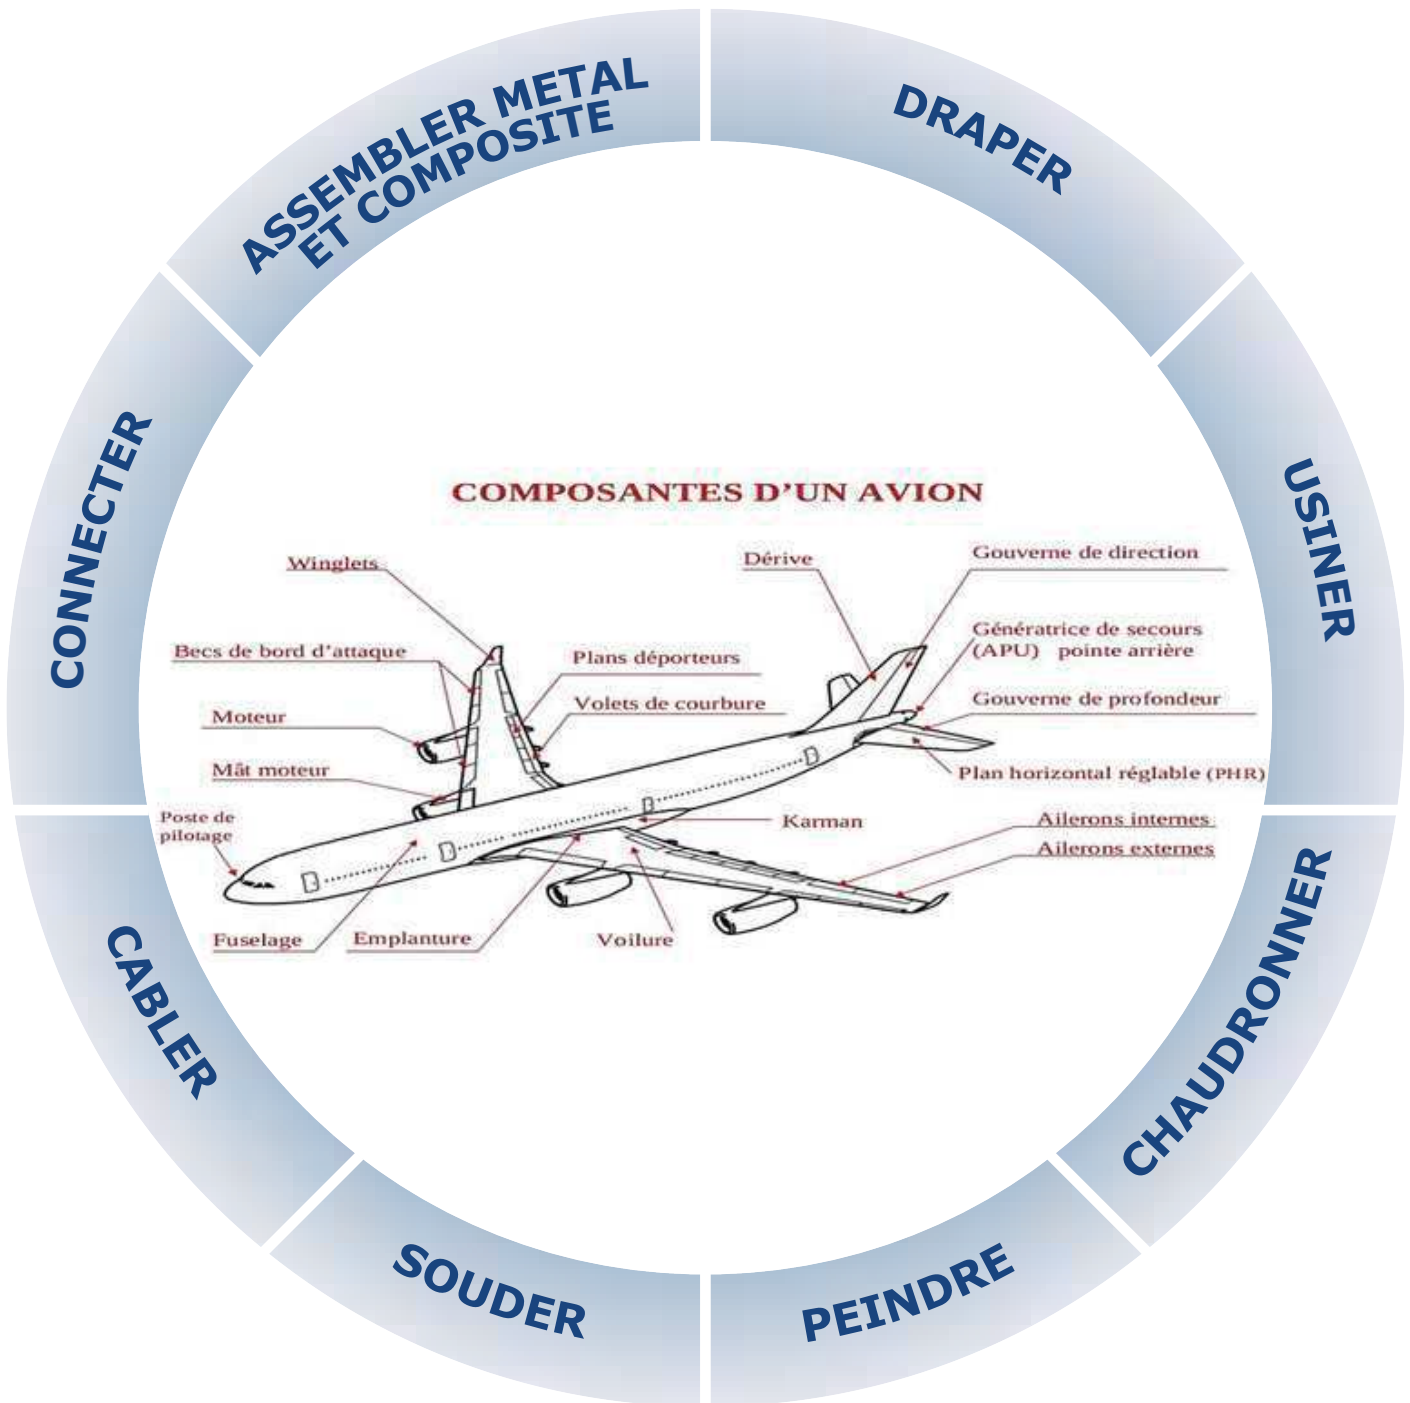 ASSEMBLER METAL
ET COMPOSITE
DRAPER
USINER
CHAUDRONNER
PEINDRE
SOUDER
CABLER
CONNECTER
COMPOSANTES D’UN AVION
Winglets
Dérive
Gouverne de direction
Becs de bord d’attaque
Plans déporteurs
Génératrice de secours
(APU) pointe arrière
Volets de courbure
Gouverne de profondeur
Moteur
Mât moteur
Plan horizontal réglable (PHR)
Poste de
pilotage
Karman
Ailerons internes
Ailerons externes
Fuselage
Emplanture
Voilure